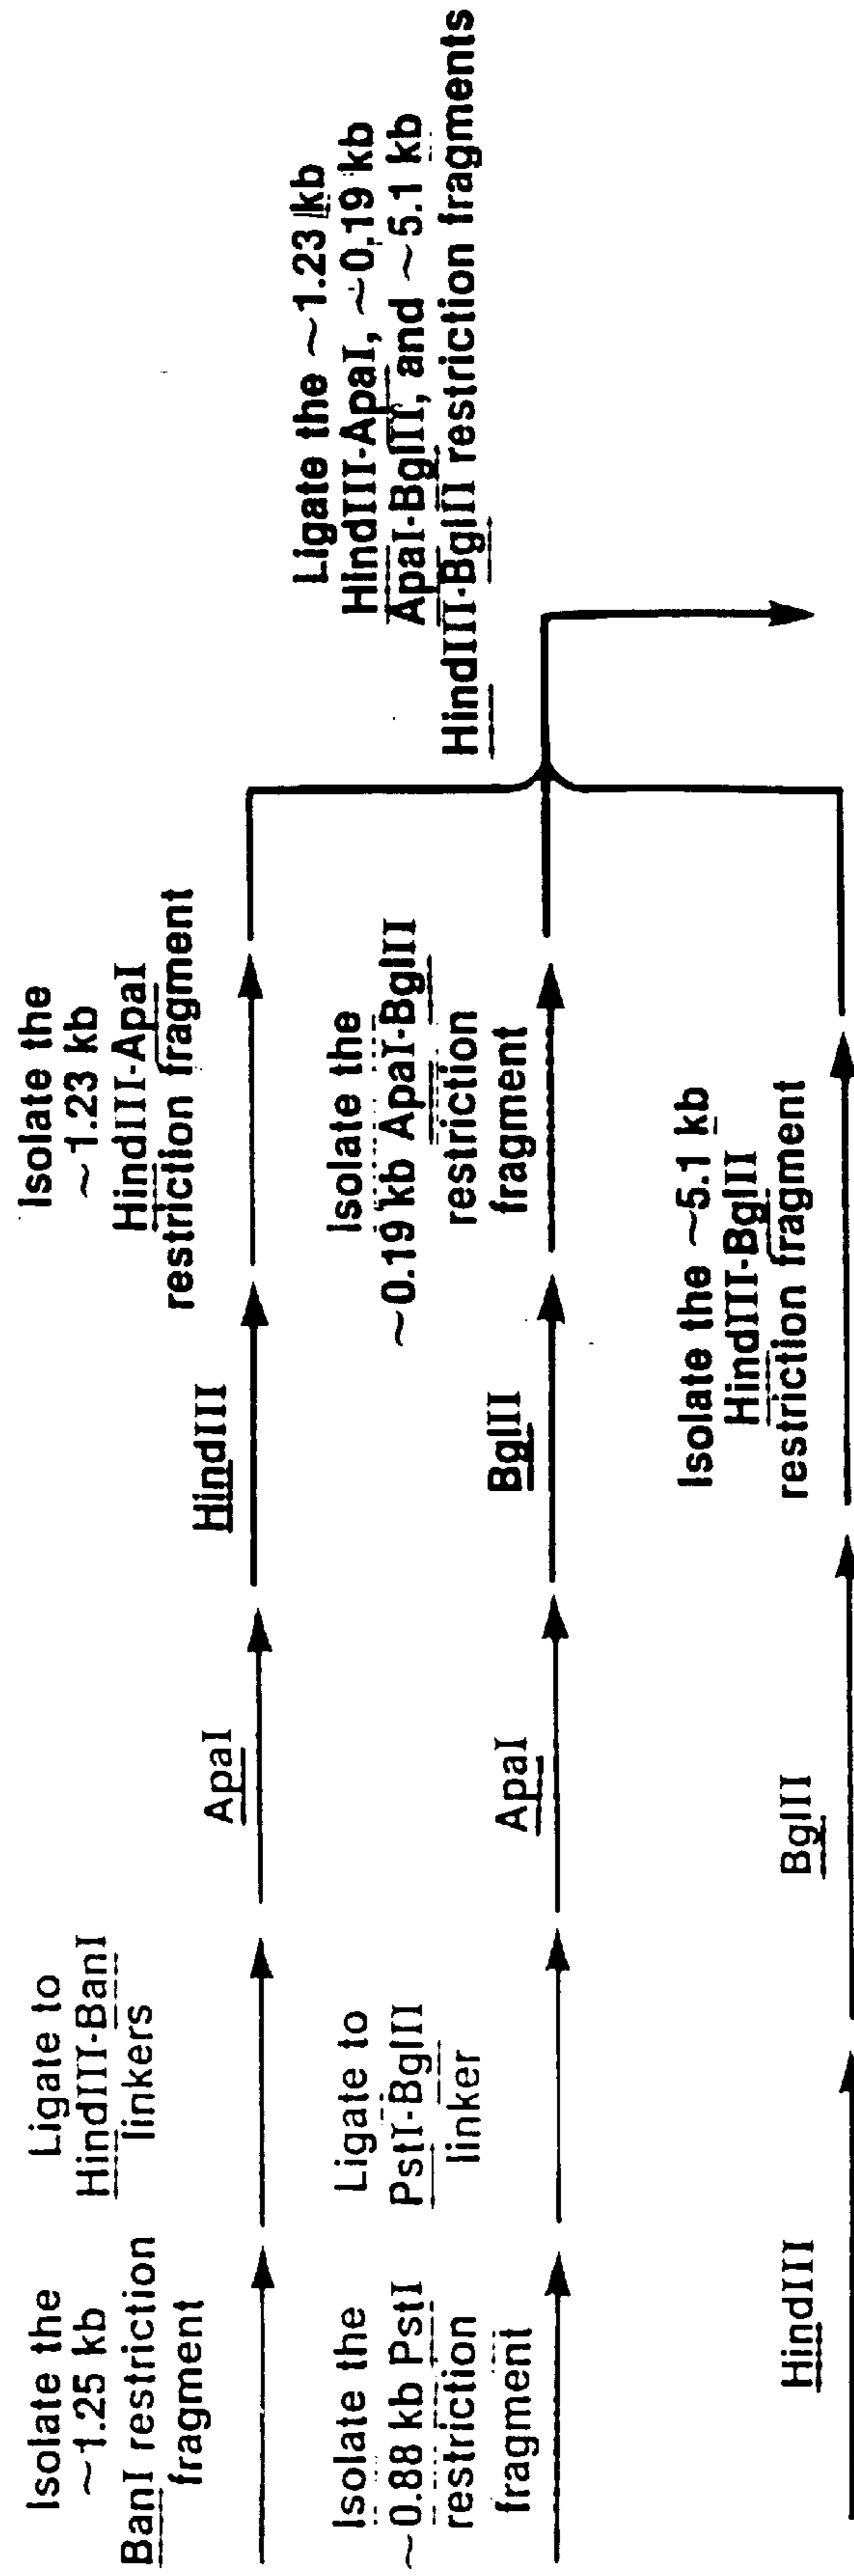 Isolate the
~1.25 kb
BanI restriction
fragment
Ligate to
HindIII-BanI
linkers
ApaI
HindIII
Isolate the
~1.23 kb
HindIII-ApaI
restriction fragment
Isolate the
~0.88 kb PstI
restriction
fragment
Ligate to
PstI-BglII
linker
ApaI
BglII
Isolate the
~0.19 kb ApaI-BglII
restriction
fragment
HindIII
BglII
Isolate the ~5.1 kb
HindIII-BglII
restriction fragment
Ligate the ~1.23 kb
HindIII-ApaI, ~0.19 kb
ApaI-BglII, and ~5.1 kb
HindIII-BglII restriction fragments